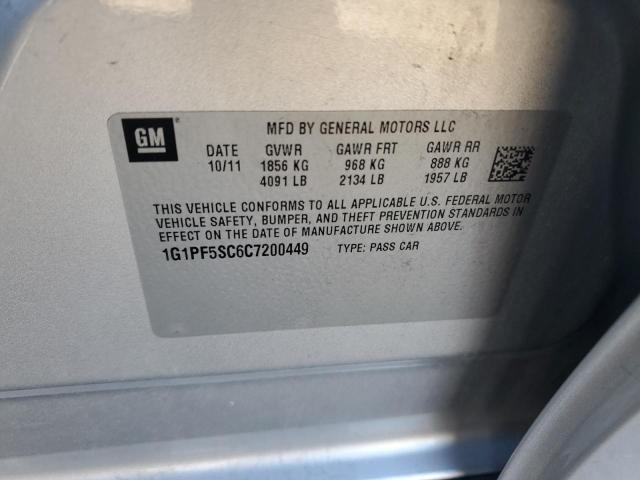 GM
MFD BY GENERAL MOTORS LLC
DATE GVWR GAWR FRT GAWR RR
10/11 1856 KG 968 KG 888 KG
4091 LB 2134 LB 1957 LB
THIS VEHICLE CONFORMS TO ALL APPLICABLE U.S. FEDERAL MOTOR
VEHICLE SAFETY, BUMPER, AND THEFT PREVENTION STANDARDS IN
EFFECT ON THE DATE OF MANUFACTURE SHOWN ABOVE.
1G1PF5SC6C7200449 TYPE: PASS CAR